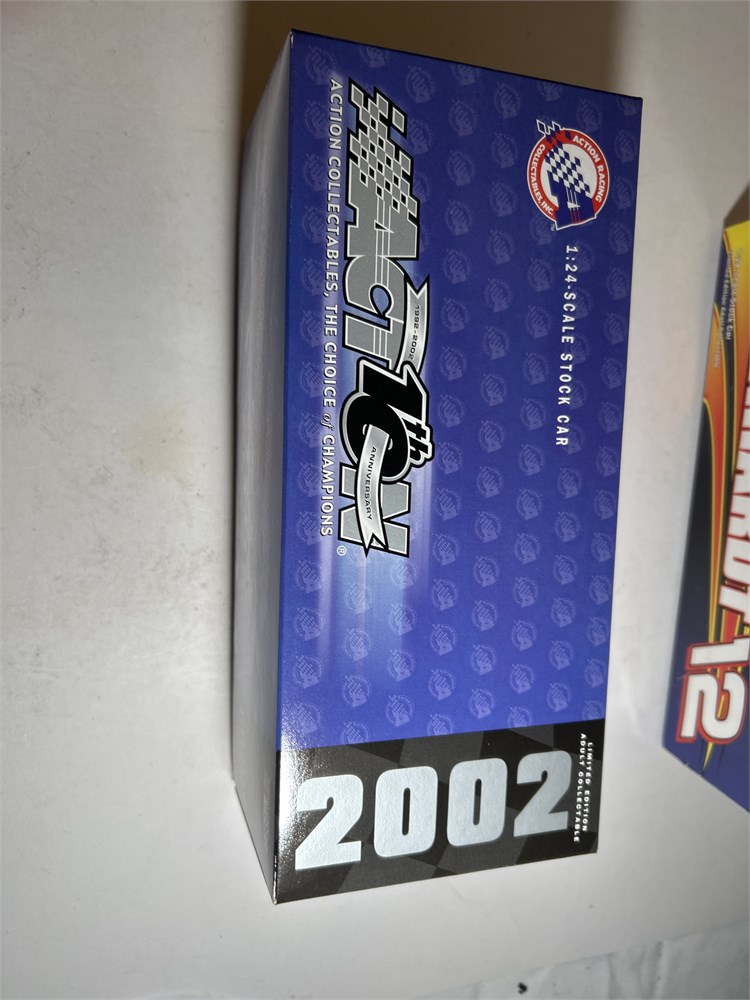 ACTION RACING
COLLECTABLES, INC.
1:24-SCALE STOCK CAR
1992-2002
ACTION
10th
ANNIVERSARY
ACTION COLLECTABLES, THE CHOICE of CHAMPIONS®
LIMITED EDITION
ADULT COLLECTABLE
2002
12